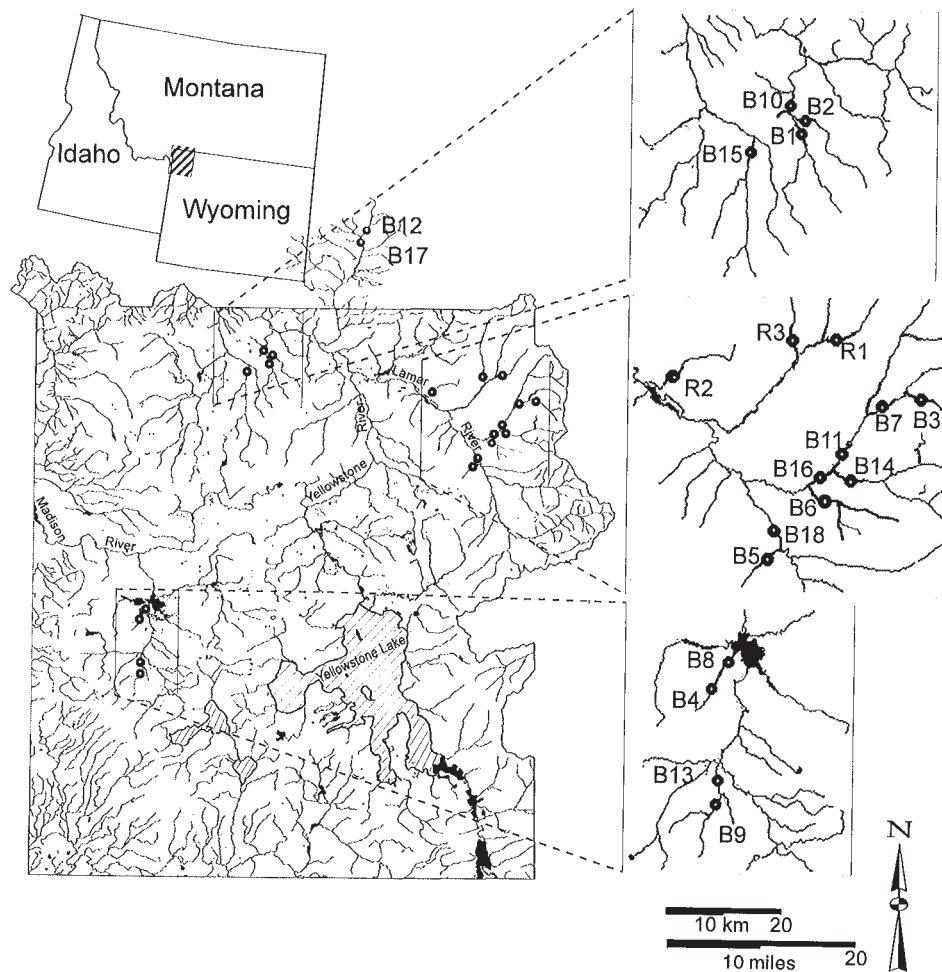 Montana
Idaho
Wyoming
B12
B17
Lamar
River
River
Yellowstone
Madison
River
Yellowstone Lake
B10
B2
B1
B15
R3
R1
R2
B7
B3
B11
B16
B14
B6
B18
B5
B8
B4
B13
B9
N
10 km 20
20
10 miles